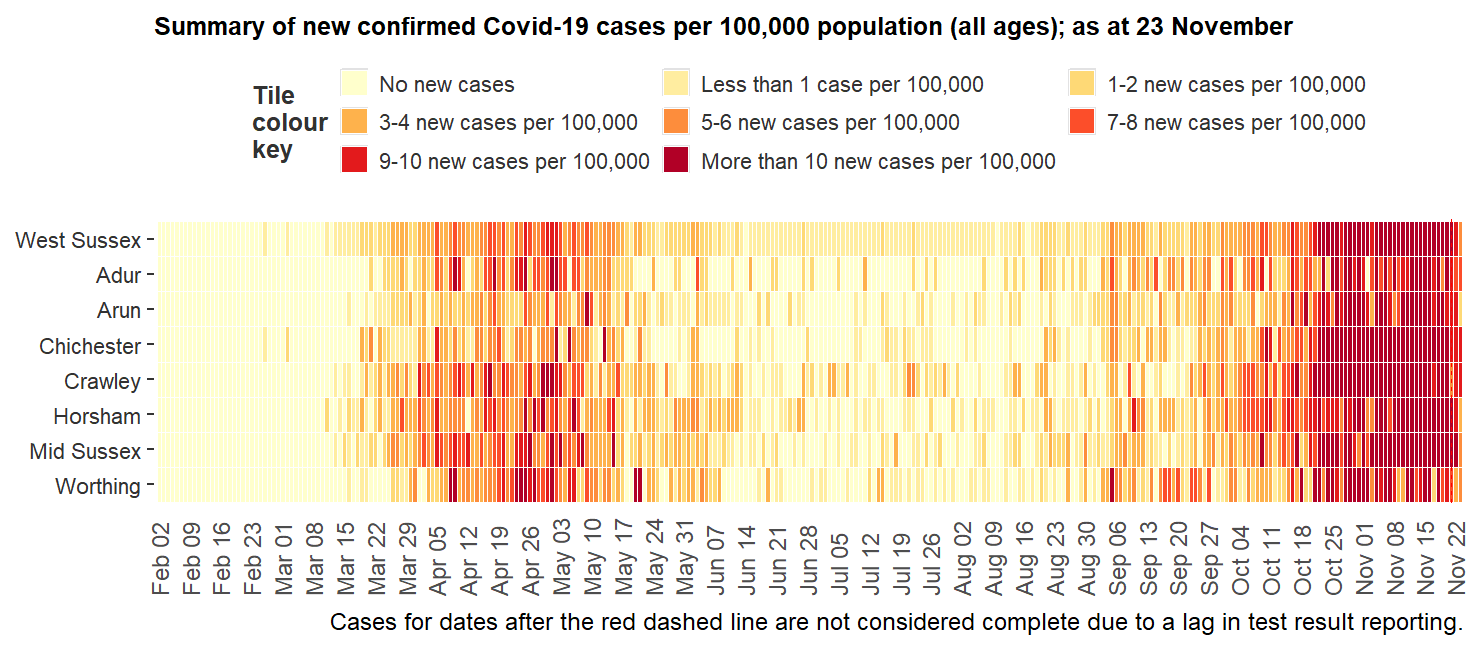 Summary of new confirmed Covid-19 cases per 100,000 population (all ages); as at 23 November
Tile
colour
key
No new cases
Less than 1 case per 100,000
1-2 new cases per 100,000
3-4 new cases per 100,000
5-6 new cases per 100,000
7-8 new cases per 100,000
9-10 new cases per 100,000
More than 10 new cases per 100,000
West Sussex
Adur
Arun
Chichester
Crawley
Horsham
Mid Sussex
Worthing
Feb 02
Feb 09
Feb 16
Feb 23
Mar 01
Mar 08
Mar 15
Mar 22
Mar 29
Apr 05
Apr 12
Apr 19
Apr 26
May 03
May 10
May 17
May 24
May 31
Jun 07
Jun 14
Jun 21
Jun 28
Jul 05
Jul 12
Jul 19
Jul 26
Aug 02
Aug 09
Aug 16
Aug 23
Aug 30
Sep 06
Sep 13
Sep 20
Sep 27
Oct 04
Oct 11
Oct 18
Oct 25
Nov 01
Nov 08
Nov 15
Nov 22
Cases for dates after the red dashed line are not considered complete due to a lag in test result reporting.